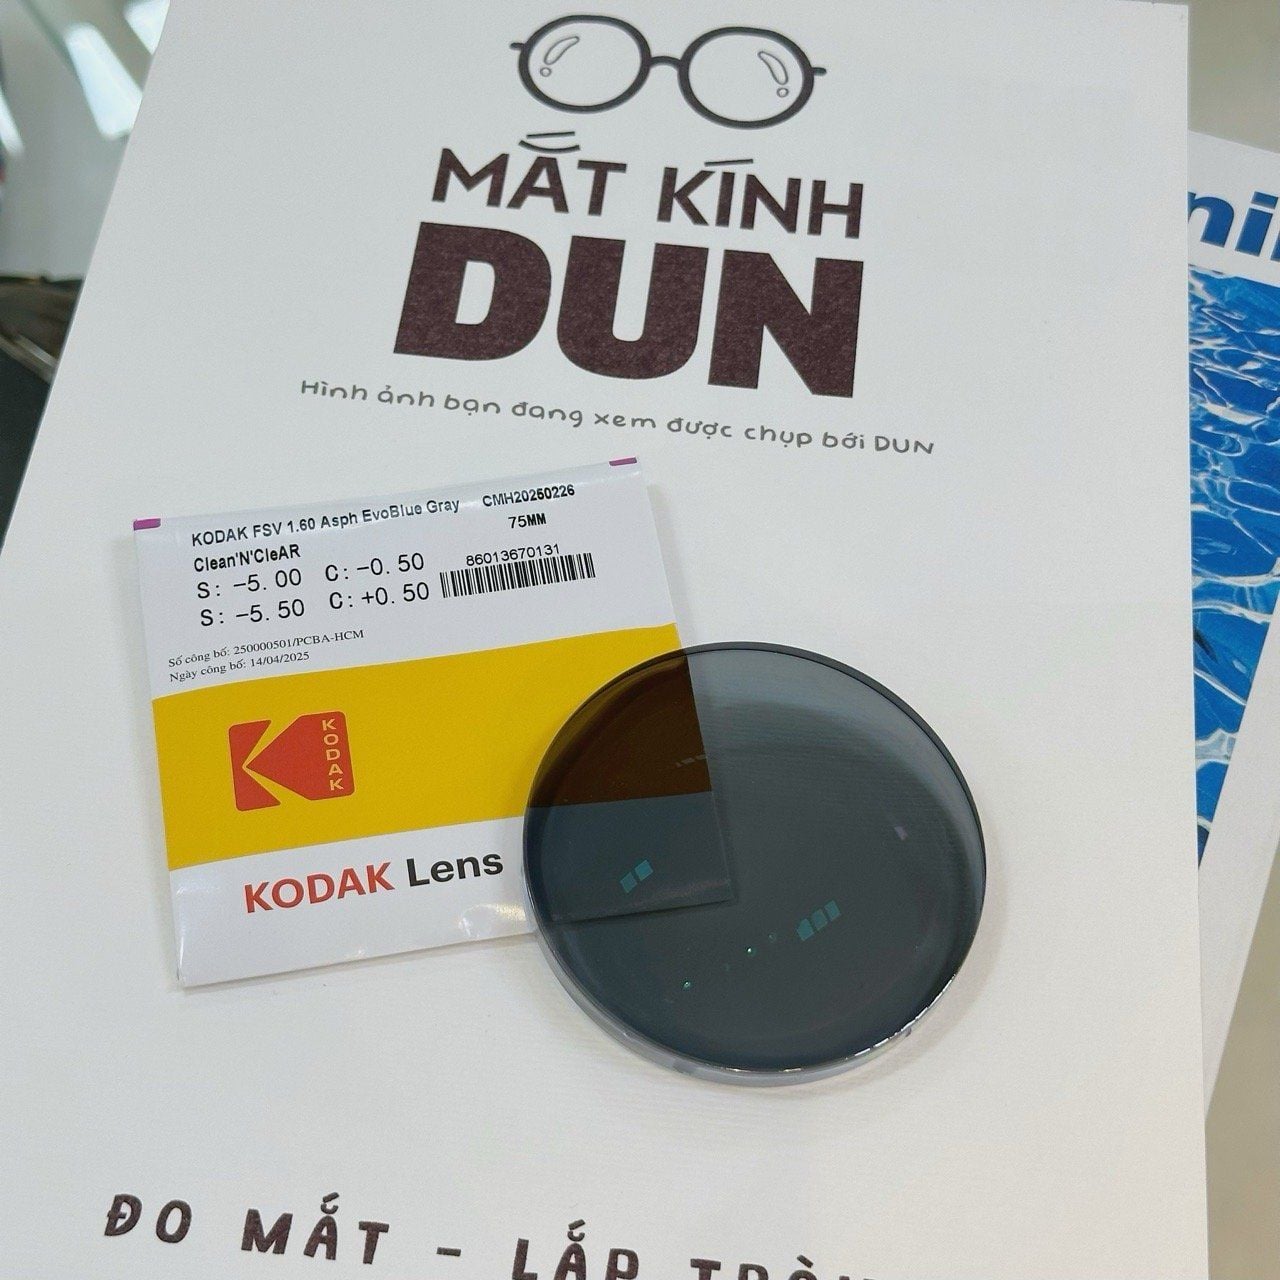 MẮT KÍNH
DUN
Hình ảnh bạn đang xem được chụp bới DUN
KODAK FSV 1.60 Asph EvoBlue Gray CMH20250226
Clean'N'CleAR 75MM
S: -5.00 C: -0.50 86013670131
S: -5.50 C: +0.50
Số công bố: 250000501/PCBA-HCM
Ngày công bố: 14/04/2025
KODAK
KODAK Lens
ĐO MẮT - LẮP